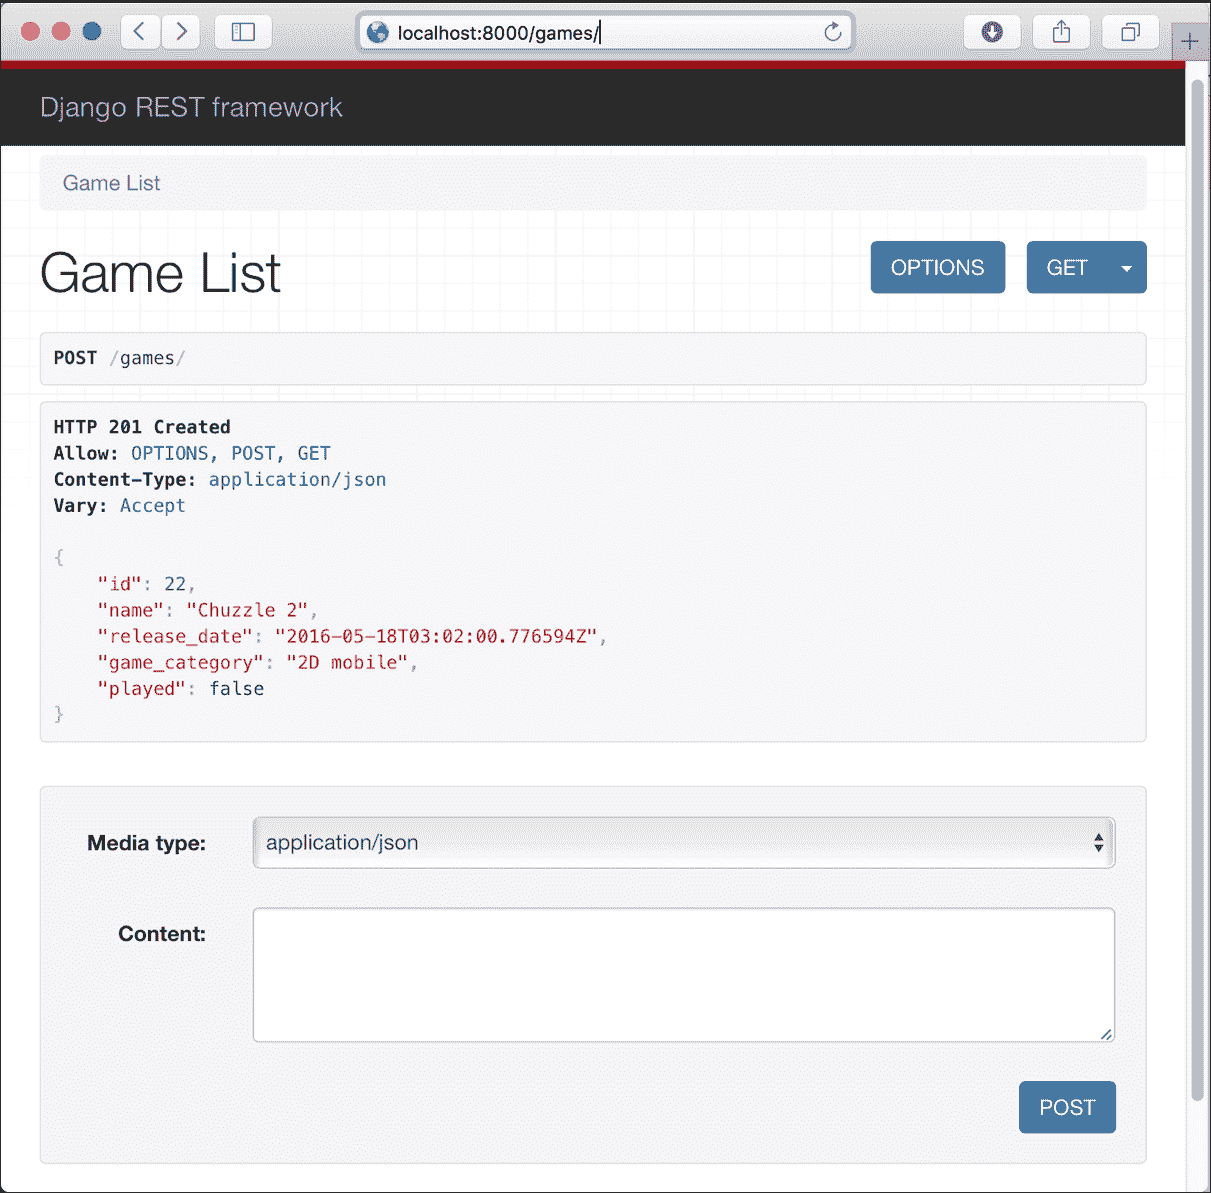 localhost:8000/games/
Django REST framework
Game List
Game List
OPTIONS
GET
POST /games/
HTTP 201 Created
Allow: OPTIONS, POST, GET
Content-Type: application/json
Vary: Accept
{
"id": 22,
"name": "Chuzzle 2",
"release_date": "2016-05-18T03:02:00.776594Z",
"game_category": "2D mobile",
"played": false
}
Media type:
application/json
Content:
POST